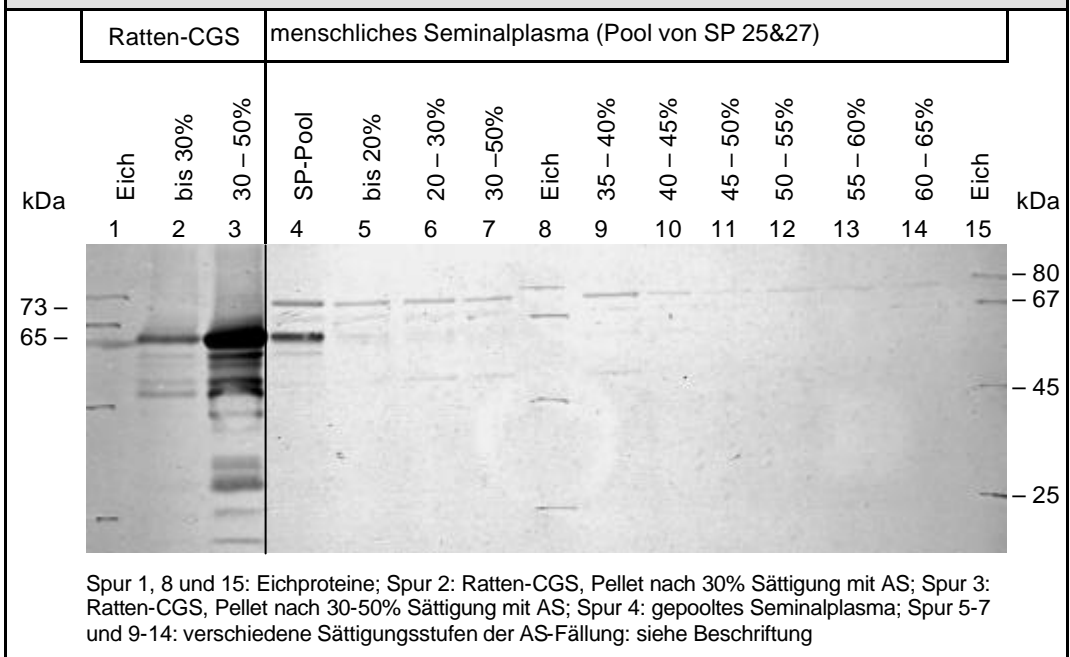 Ratten-CGS
menschliches Seminalplasma (Pool von SP 25&27)
kDa
Eich
bis 30%
30 – 50%
SP-Pool
bis 20%
20 – 30%
30 –50%
Eich
35 – 40%
40 – 45%
45 – 50%
50 – 55%
55 – 60%
60 – 65%
Eich
kDa
1 2 3 4 5 6 7 8 9 10 11 12 13 14 15
73 –
65 –
– 80
– 67
– 45
– 25
Spur 1, 8 und 15: Eichproteine; Spur 2: Ratten-CGS, Pellet nach 30% Sättigung mit AS; Spur 3:
Ratten-CGS, Pellet nach 30-50% Sättigung mit AS; Spur 4: gepooltes Seminalplasma; Spur 5-7
und 9-14: verschiedene Sättigungsstufen der AS-Fällung: siehe Beschriftung